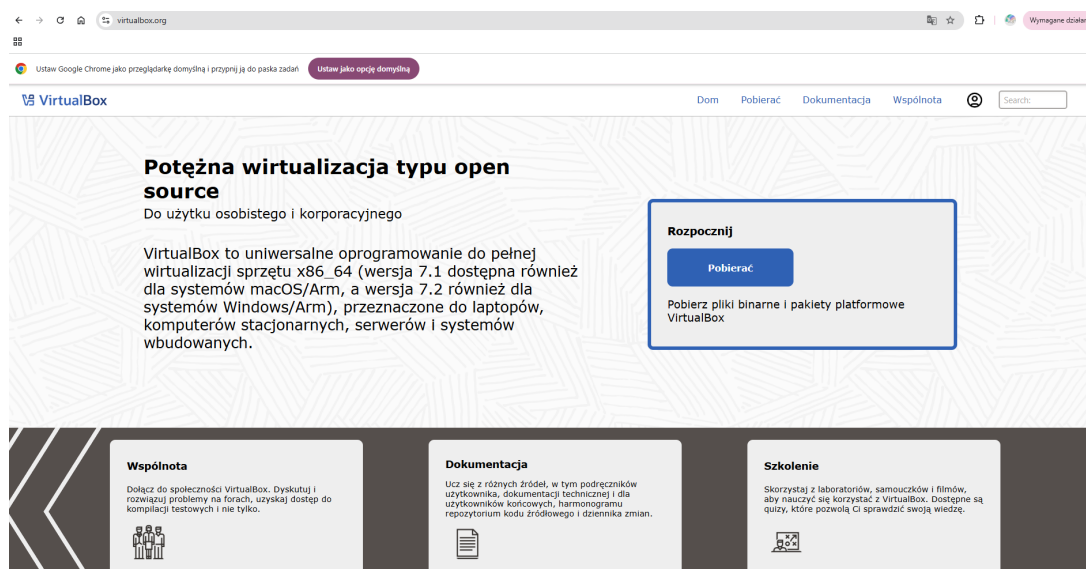 virtualbox.org
Wymagane działan
Ustaw Google Chrome jako przeglądarkę domyślną i przypnij ją do paska zadań
Ustaw jako opcję domyślną
VirtualBox
Dom
Pobierać
Dokumentacja
Wspólnota
Search:
Potężna wirtualizacja typu open
source
Do użytku osobistego i korporacyjnego
VirtualBox to uniwersalne oprogramowanie do pełnej
wirtualizacji sprzętu x86_64 (wersja 7.1 dostępna również
dla systemów macOS/Arm, a wersja 7.2 również dla
systemów Windows/Arm), przeznaczone do laptopów,
komputerów stacjonarnych, serwerów i systemów
wbudowanych.
Rozpocznij
Pobierać
Pobierz pliki binarne i pakiety platformowe
VirtualBox
Wspólnota
Dołącz do społeczności VirtualBox. Dyskutuj i
rozwiązuj problemy na forach, uzyskaj dostęp do
kompilacji testowych i nie tylko.
Dokumentacja
Ucz się z różnych źródeł, w tym podręczników
użytkownika, dokumentacji technicznej i dla
użytkowników końcowych, harmonogramu
repozytorium kodu źródłowego i dziennika zmian.
Szkolenie
Skorzystaj z laboratoriów, samouczków i filmów,
aby nauczyć się korzystać z VirtualBox. Dostępne są
quizy, które pozwolą Ci sprawdzić swoją wiedzę.